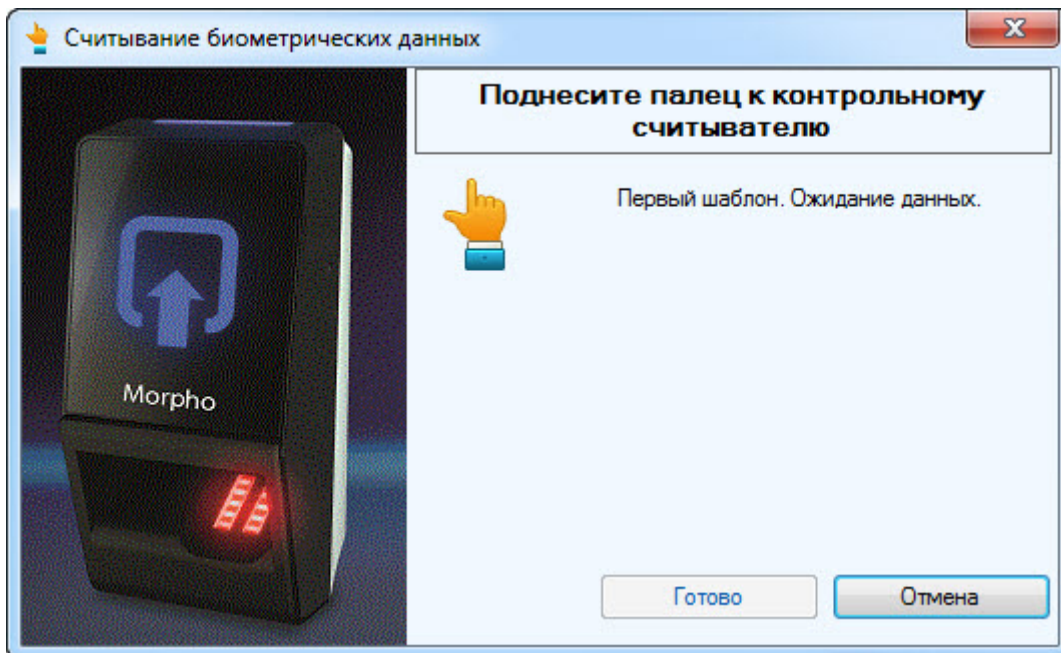 Считывание биометрических данных
Поднесите палец к контрольному
считывателю
Первый шаблон. Ожидание данных.
Morpho
Готово
Отмена